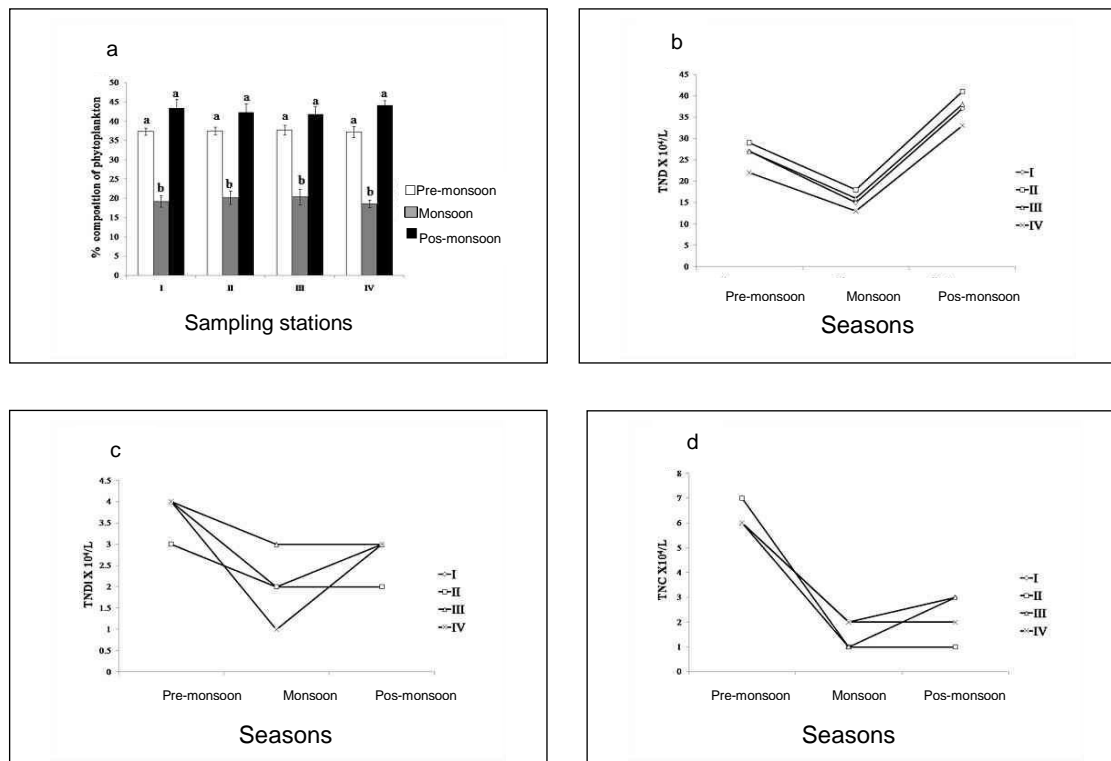 a
50
45
40
35
30
25
20
15
10
5
0
% composition of phytoplankton
a a a a a a a a
b b b b
I II III IV
Sampling stations
Pre-monsoon
Monsoon
Pos-monsoon
b
45
40
35
30
25
20
15
10
5
0
TND X 10⁴/L
I
II
III
IV
Pre-monsoon Monsoon Pos-monsoon
Seasons
c
4.5
4
3.5
3
2.5
2
1.5
1
0.5
0
TNDI X 10⁴/L
I
II
III
IV
Pre-monsoon Monsoon Pos-monsoon
Seasons
d
8
7
6
5
4
3
2
1
0
TNC X10⁴/L
I
II
III
IV
Pre-monsoon Monsoon Pos-monsoon
Seasons